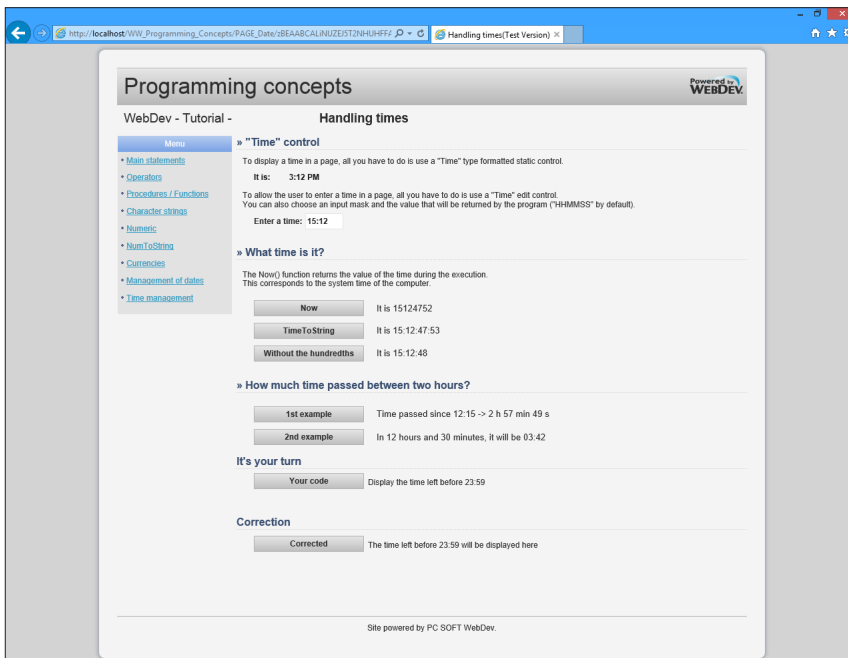 http://localhost/WW_Programming_Concepts/PAGE_Date/
Handling times(Test Version)
Programming concepts
Powered by
WEBDEV.
WebDev - Tutorial -
Handling times
Menu
• Main statements
• Operators
• Procedures / Functions
• Character strings
• Numeric
• NumToString
• Currencies
• Management of dates
• Time management
» "Time" control
To display a time in a page, all you have to do is use a "Time" type formatted static control.
It is: 3:12 PM
To allow the user to enter a time in a page, all you have to do is use a "Time" edit control.
You can also choose an input mask and the value that will be returned by the program ("HHMMSS" by default).
Enter a time: 15:12
» What time is it?
The Now() function returns the value of the time during the execution.
This corresponds to the system time of the computer.
Now It is 15124752
TimeToString It is 15:12:47:53
Without the hundredths It is 15:12:48
» How much time passed between two hours?
1st example Time passed since 12:15 -> 2 h 57 min 49 s
2nd example In 12 hours and 30 minutes, it will be 03:42
It's your turn
Your code Display the time left before 23:59
Correction
Corrected The time left before 23:59 will be displayed here
Site powered by PC SOFT WebDev.